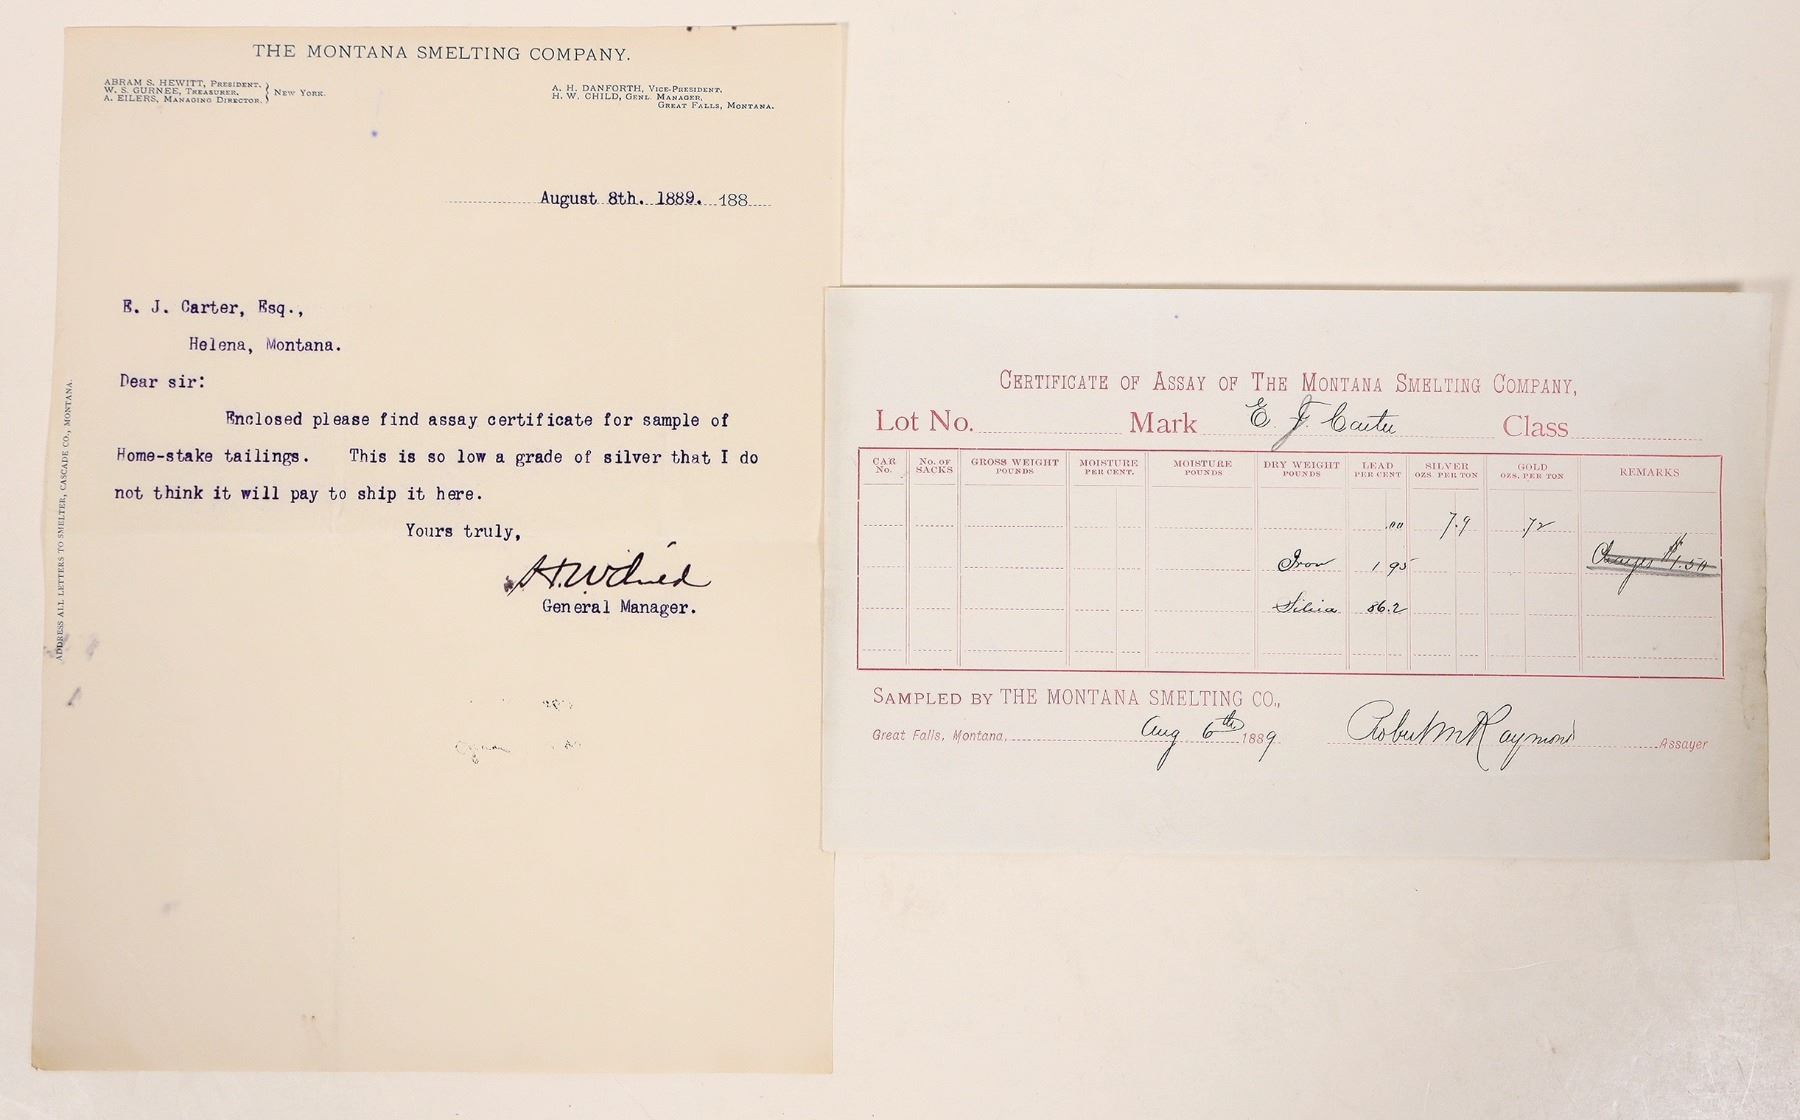 THE MONTANA SMELTING COMPANY.
ABRAM S. HEWITT, PRESIDENT.
W. S. GURNEE, TREASURER.
A. EILERS, MANAGING DIRECTOR.
NEW YORK.
A. H. DANFORTH, VICE-PRESIDENT,
H. W. CHILD, GENL. MANAGER,
GREAT FALLS, MONTANA.
August 8th. 1889. 188
E. J. Carter, Esq.,
Helena, Montana.
Dear sir:
Enclosed please find assay certificate for sample of
Home-stake tailings. This is so low a grade of silver that I do
not think it will pay to ship it here.
Yours truly,
H. W. Child
General Manager.
ADDRESS ALL LETTERS TO SMELTER, CASCADE CO., MONTANA.
CERTIFICATE OF ASSAY OF THE MONTANA SMELTING COMPANY,
Lot No. Mark E. J. Carter Class
CAR No. No. OF SACKS GROSS WEIGHT POUNDS MOISTURE PER CENT. MOISTURE POUNDS DRY WEIGHT POUNDS LEAD PER CENT SILVER OZS. PER TON GOLD OZS. PER TON REMARKS
.00 7.9 .72
Iron 1 95 Charges $1.50
Silica 86.2
SAMPLED BY THE MONTANA SMELTING CO.,
Great Falls, Montana, Aug 6th 1889 Robert M Raymond Assayer